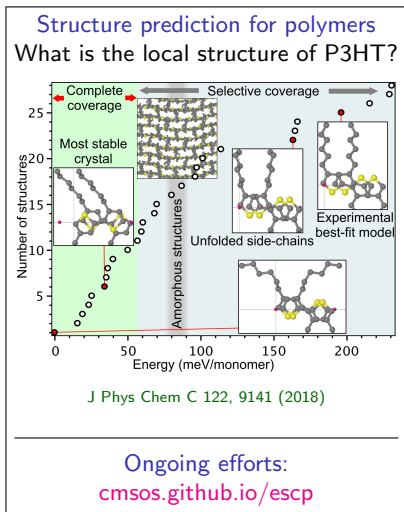 Structure prediction for polymers
What is the local structure of P3HT?
Complete
coverage
Selective coverage
Most stable
crystal
Amorphous structures
Unfolded side-chains
Experimental
best-fit model
Number of structures
25
20
15
10
5
0
50
100
150
200
Energy (meV/monomer)
J Phys Chem C 122, 9141 (2018)
Ongoing efforts:
cmsos.github.io/escp